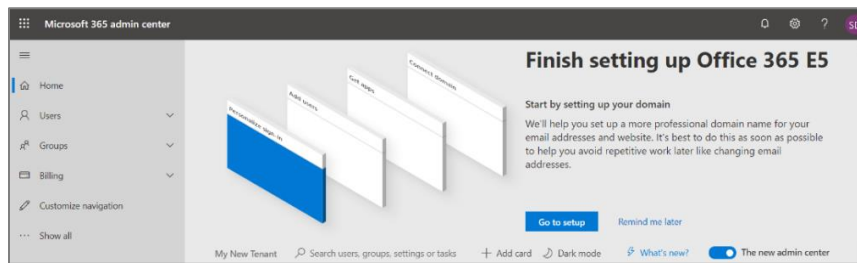 Microsoft 365 admin center
SD
Home
Users
Groups
Billing
Customize navigation
Show all
Personalize sign-in
Add users
Get apps
Connect domain
Finish setting up Office 365 E5
Start by setting up your domain
We'll help you set up a more professional domain name for your
email addresses and website. It's best to do this as soon as possible
to help you avoid repetitive work later like changing email
addresses.
Go to setup
Remind me later
My New Tenant
Search users, groups, settings or tasks
Add card
Dark mode
What's new?
The new admin center